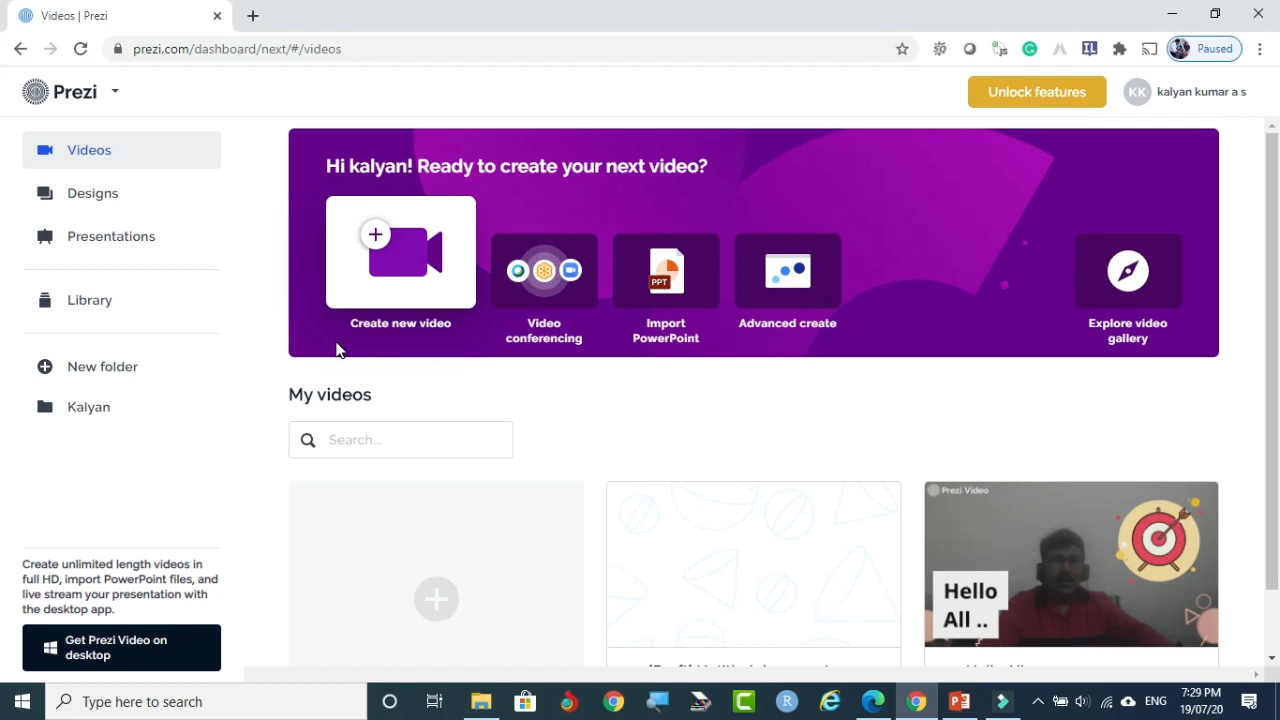 Videos | Prezi
prezi.com/dashboard/next/#/videos
Paused
Prezi
Unlock features
KK
kalyan kumar a s
Videos
Designs
Presentations
Library
New folder
Kalyan
Create unlimited length videos in
full HD, import PowerPoint files, and
live stream your presentation with
the desktop app.
Get Prezi Video on
desktop
Hi kalyan! Ready to create your next video?
PPT
Create new video
Video
conferencing
Import
PowerPoint
Advanced create
Explore video
gallery
My videos
Search...
Prezi Video
Hello
All ..
Type here to search
ENG
7:29 PM
19/07/20